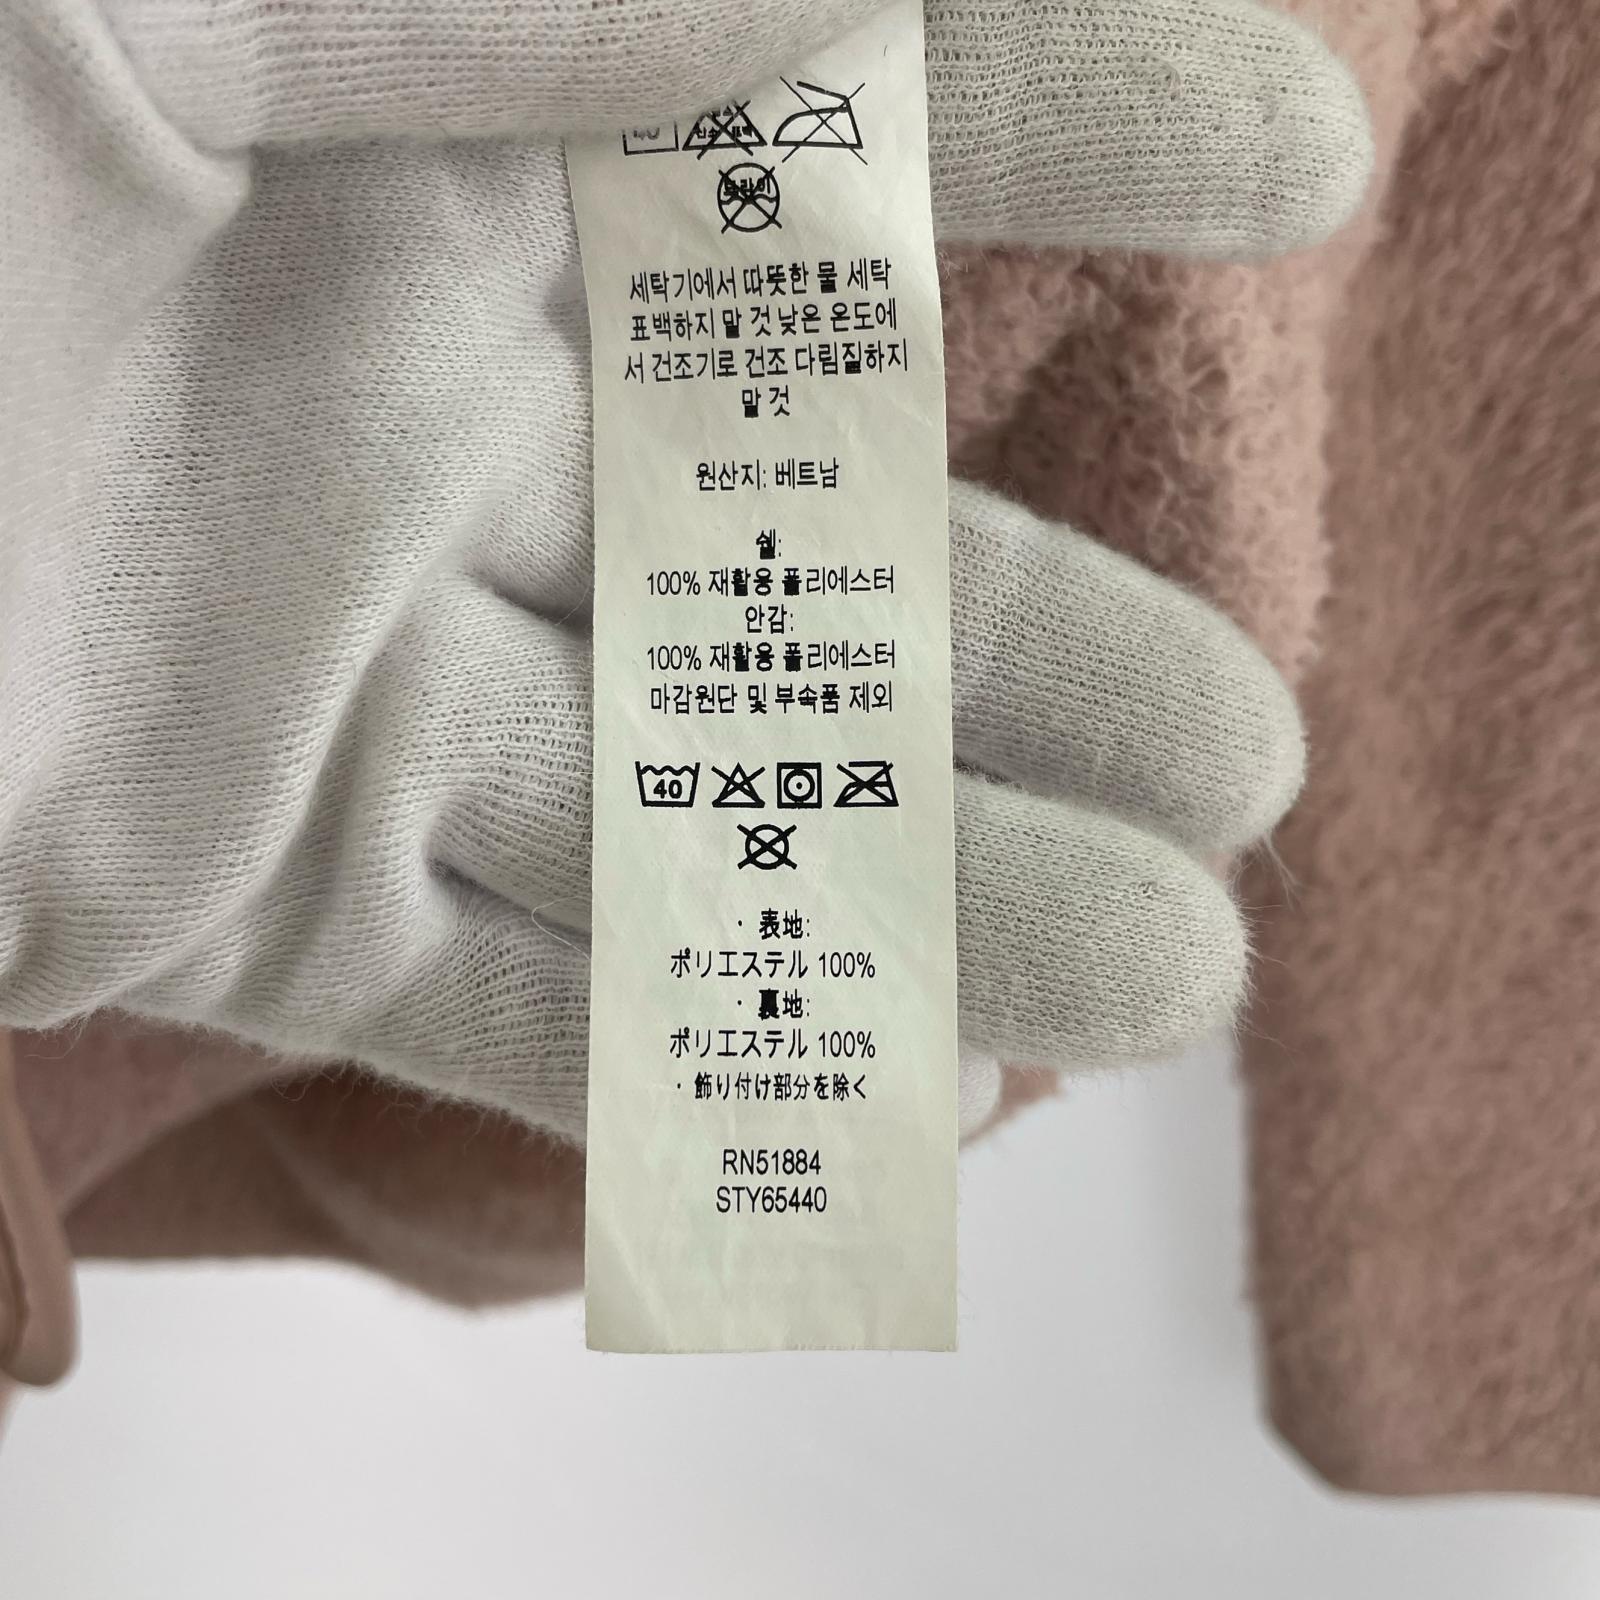 40
세탁기에서 따뜻한 물 세탁
표백하지 말 것 낮은 온도에
서 건조기로 건조 다림질하지
말 것
원산지: 베트남
쉘:
100% 재활용 폴리에스터
안감:
100% 재활용 폴리에스터
마감원단 및 부속품 제외
40
・表地:
ポリエステル 100%
・裏地:
ポリエステル 100%
・飾り付け部分を除く
RN51884
STY65440